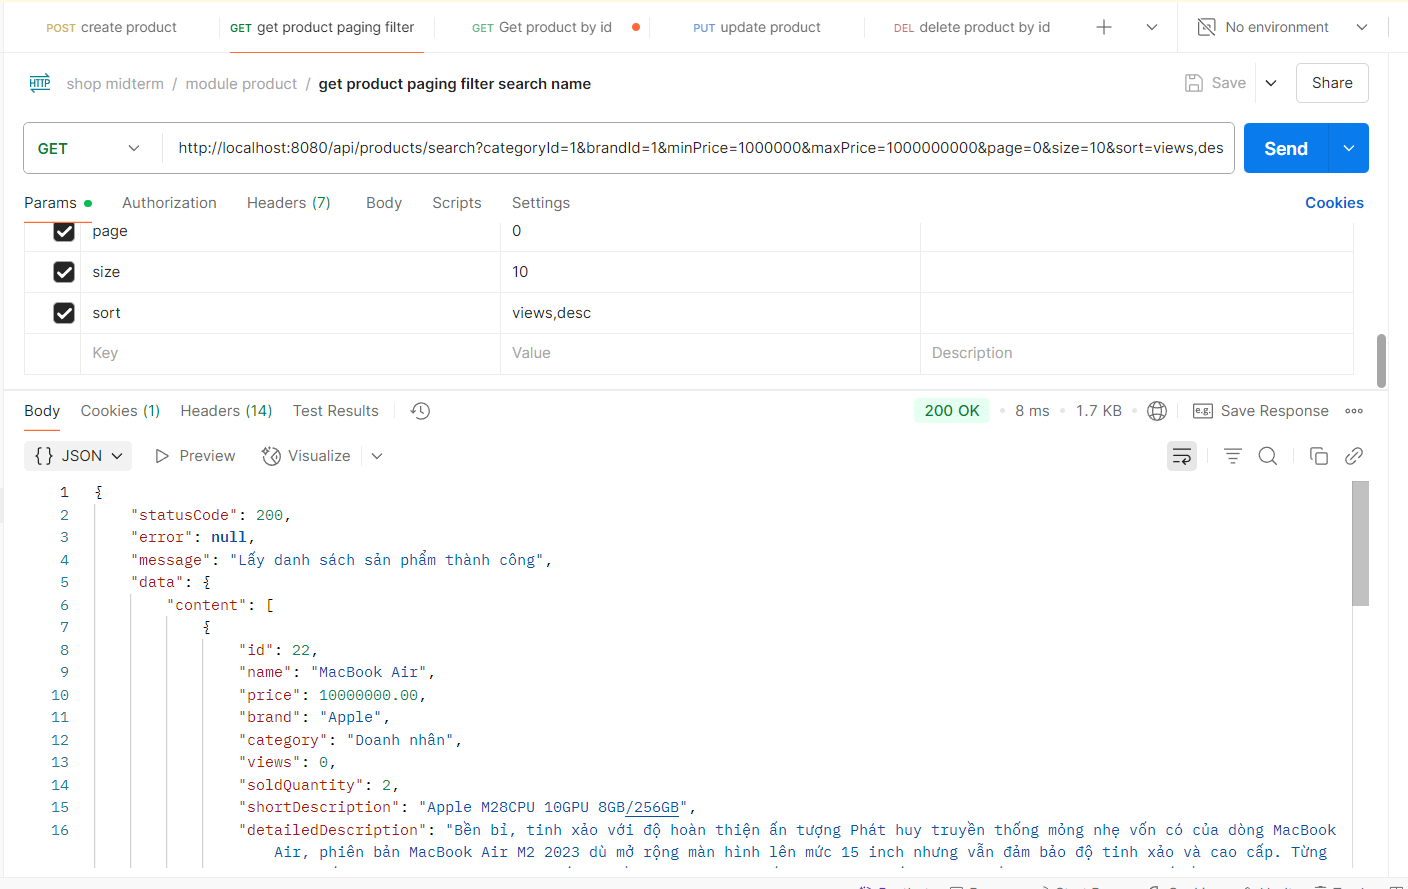 POST create product GET get product paging filter GET Get product by id PUT update product DEL delete product by id No environment
HTTP shop midterm / module product / get product paging filter search name Save Share
GET http://localhost:8080/api/products/search?categoryId=1&brandId=1&minPrice=1000000&maxPrice=1000000000&page=0&size=10&sort=views,des Send
Params Authorization Headers (7) Body Scripts Settings Cookies
page 0
size 10
sort views,desc
Key Value Description
Body Cookies (1) Headers (14) Test Results 200 OK 8 ms 1.7 KB e.g. Save Response
{} JSON Preview Visualize
1 {
2 "statusCode": 200,
3 "error": null,
4 "message": "Lấy danh sách sản phẩm thành công",
5 "data": {
6 "content": [
7 {
8 "id": 22,
9 "name": "MacBook Air",
10 "price": 10000000.00,
11 "brand": "Apple",
12 "category": "Doanh nhân",
13 "views": 0,
14 "soldQuantity": 2,
15 "shortDescription": "Apple M28CPU 10GPU 8GB/256GB",
16 "detailedDescription": "Bền bỉ, tinh xảo với độ hoàn thiện ấn tượng Phát huy truyền thống mỏng nhẹ vốn có của dòng MacBook
Air, phiên bản MacBook Air M2 2023 dù mở rộng màn hình lên mức 15 inch nhưng vẫn đảm bảo độ tinh xảo và cao cấp. Từng